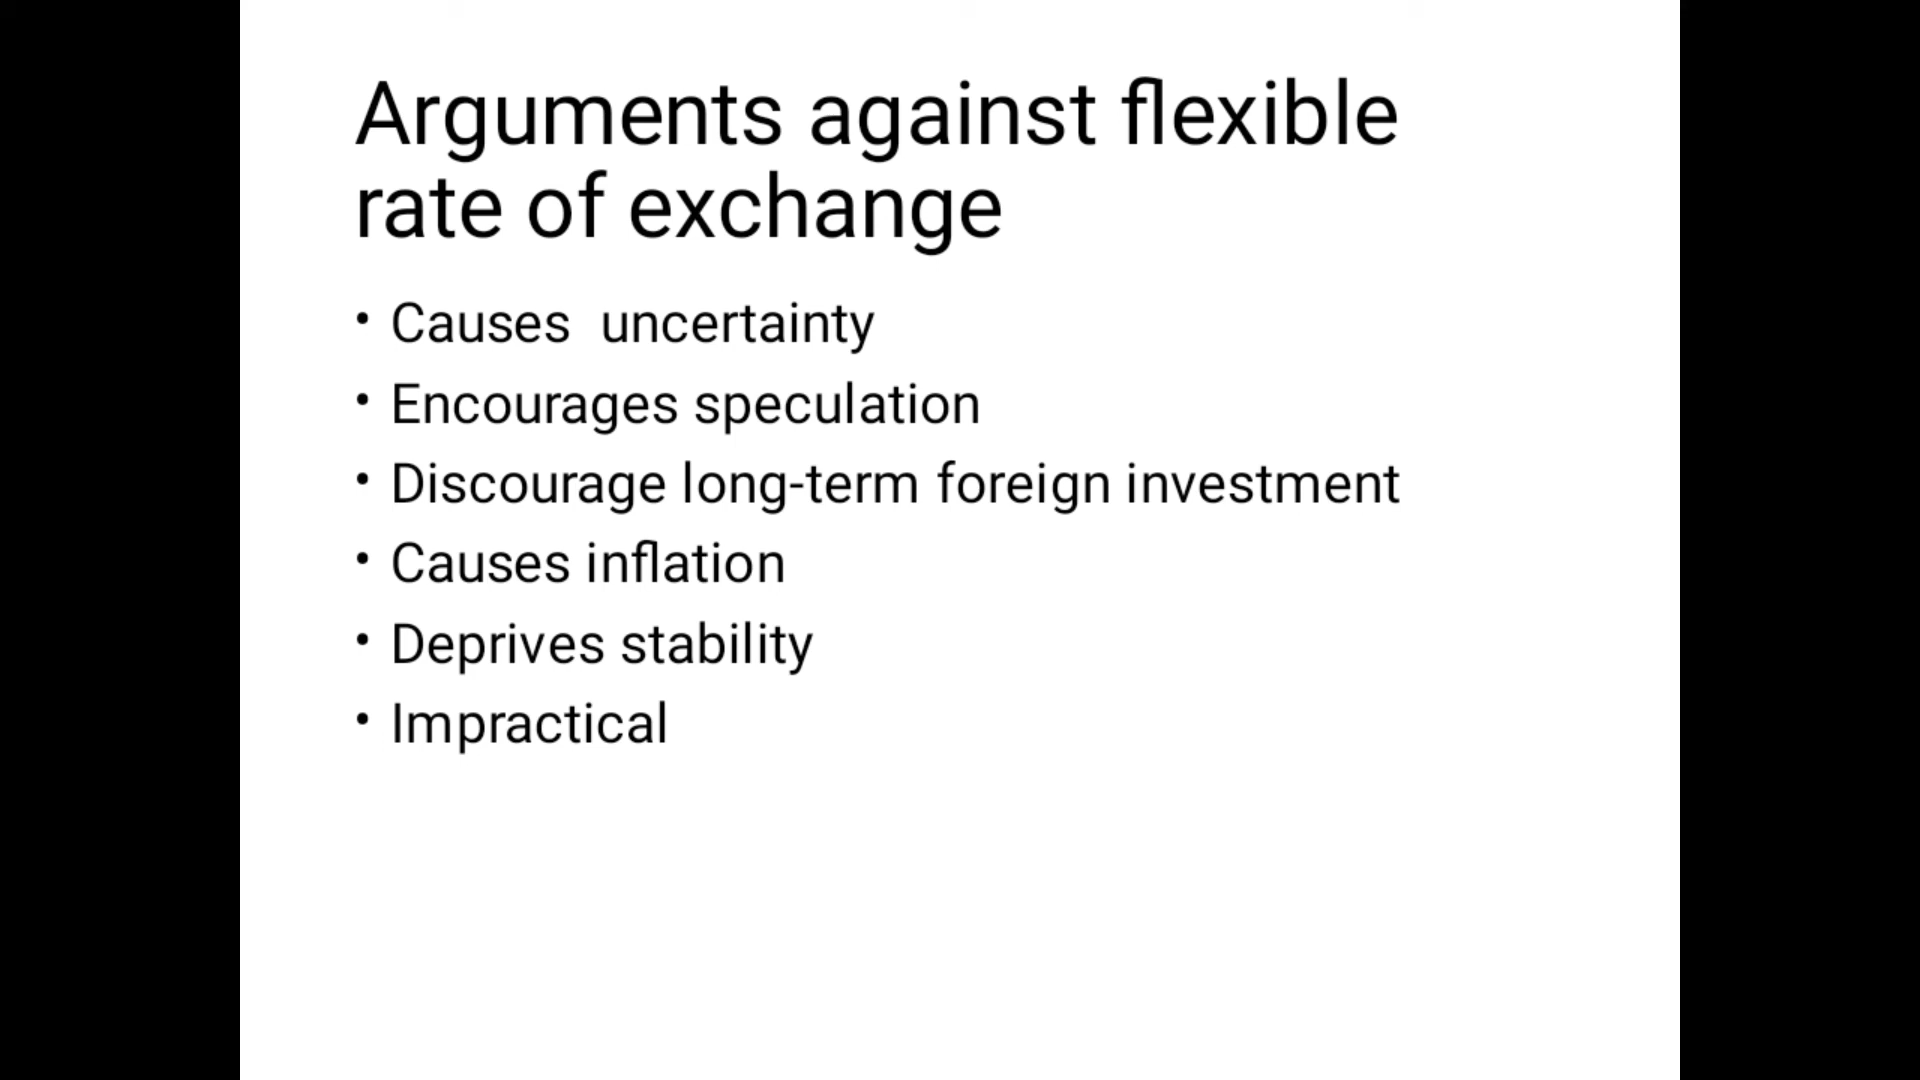 Arguments against flexible
rate of exchange
• Causes  uncertainty
• Encourages speculation
• Discourage long-term foreign investment
• Causes inflation
• Deprives stability
• Impractical